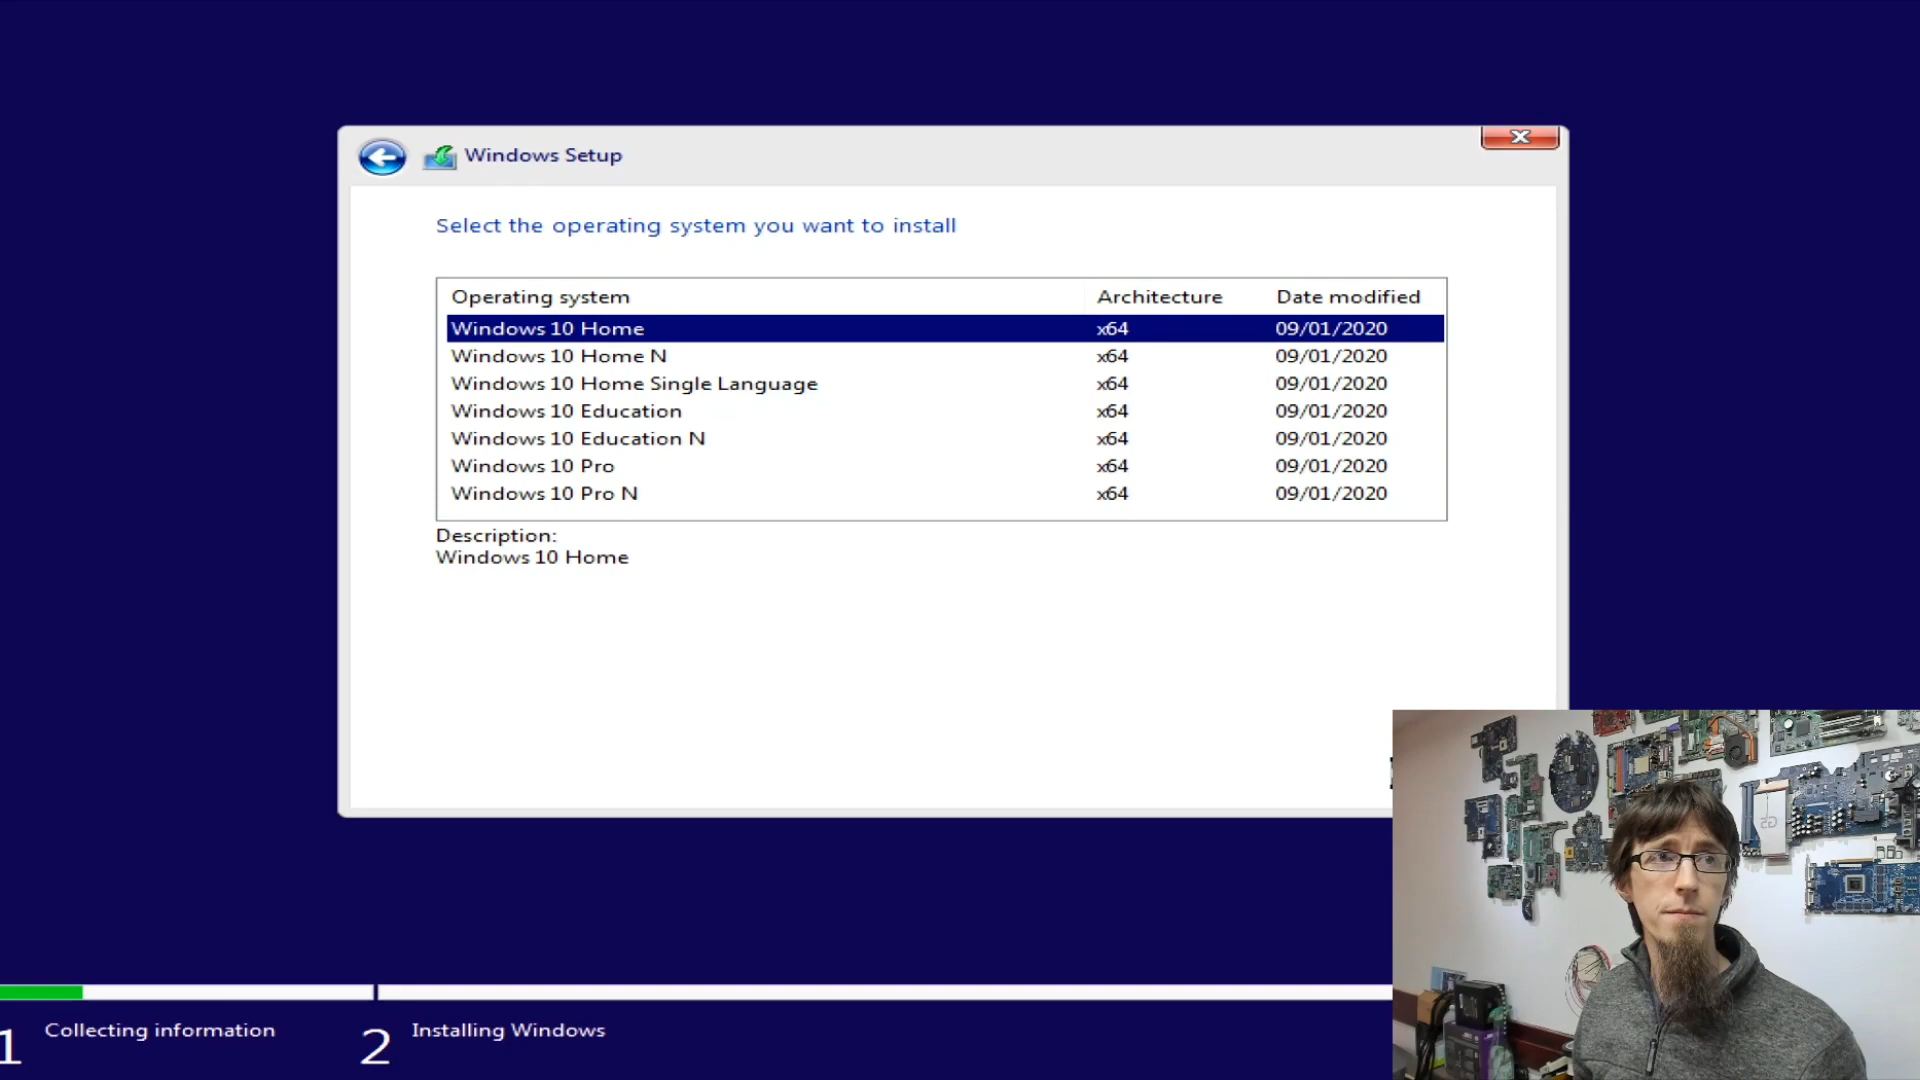 Windows Setup
Select the operating system you want to install
Operating system Architecture Date modified
Windows 10 Home x64 09/01/2020
Windows 10 Home N x64 09/01/2020
Windows 10 Home Single Language x64 09/01/2020
Windows 10 Education x64 09/01/2020
Windows 10 Education N x64 09/01/2020
Windows 10 Pro x64 09/01/2020
Windows 10 Pro N x64 09/01/2020
Description:
Windows 10 Home
1 Collecting information
2 Installing Windows